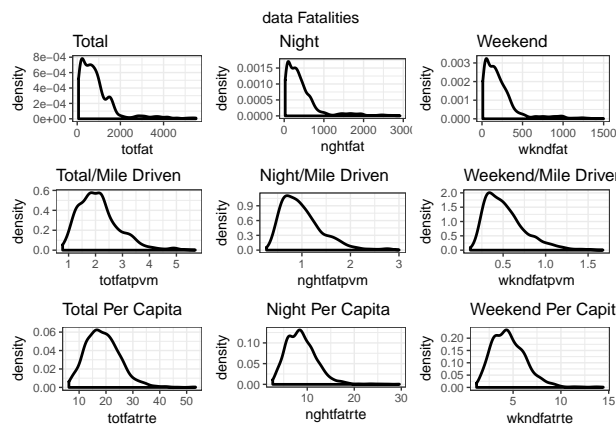 data Fatalities
Total
density
8e−04
6e−04
4e−04
2e−04
0e+00
0
2000
4000
totfat
Night
density
0.0015
0.0010
0.0005
0.0000
0
1000
2000
3000
nghtfat
Weekend
density
0.003
0.002
0.001
0.000
0
500
1000
1500
wkndfat
Total/Mile Driven
density
0.6
0.4
0.2
0.0
1
2
3
4
5
totfatpvm
Night/Mile Driven
density
0.9
0.6
0.3
0.0
1
2
3
nghtfatpvm
Weekend/Mile Driven
density
2.0
1.5
1.0
0.5
0.0
0.5
1.0
1.5
wkndfatpvm
Total Per Capita
density
0.06
0.04
0.02
0.00
10
20
30
40
50
totfatrte
Night Per Capita
density
0.10
0.05
0.00
10
20
30
nghtfatrte
Weekend Per Capit
density
0.20
0.15
0.10
0.05
0.00
5
10
15
wkndfatrte